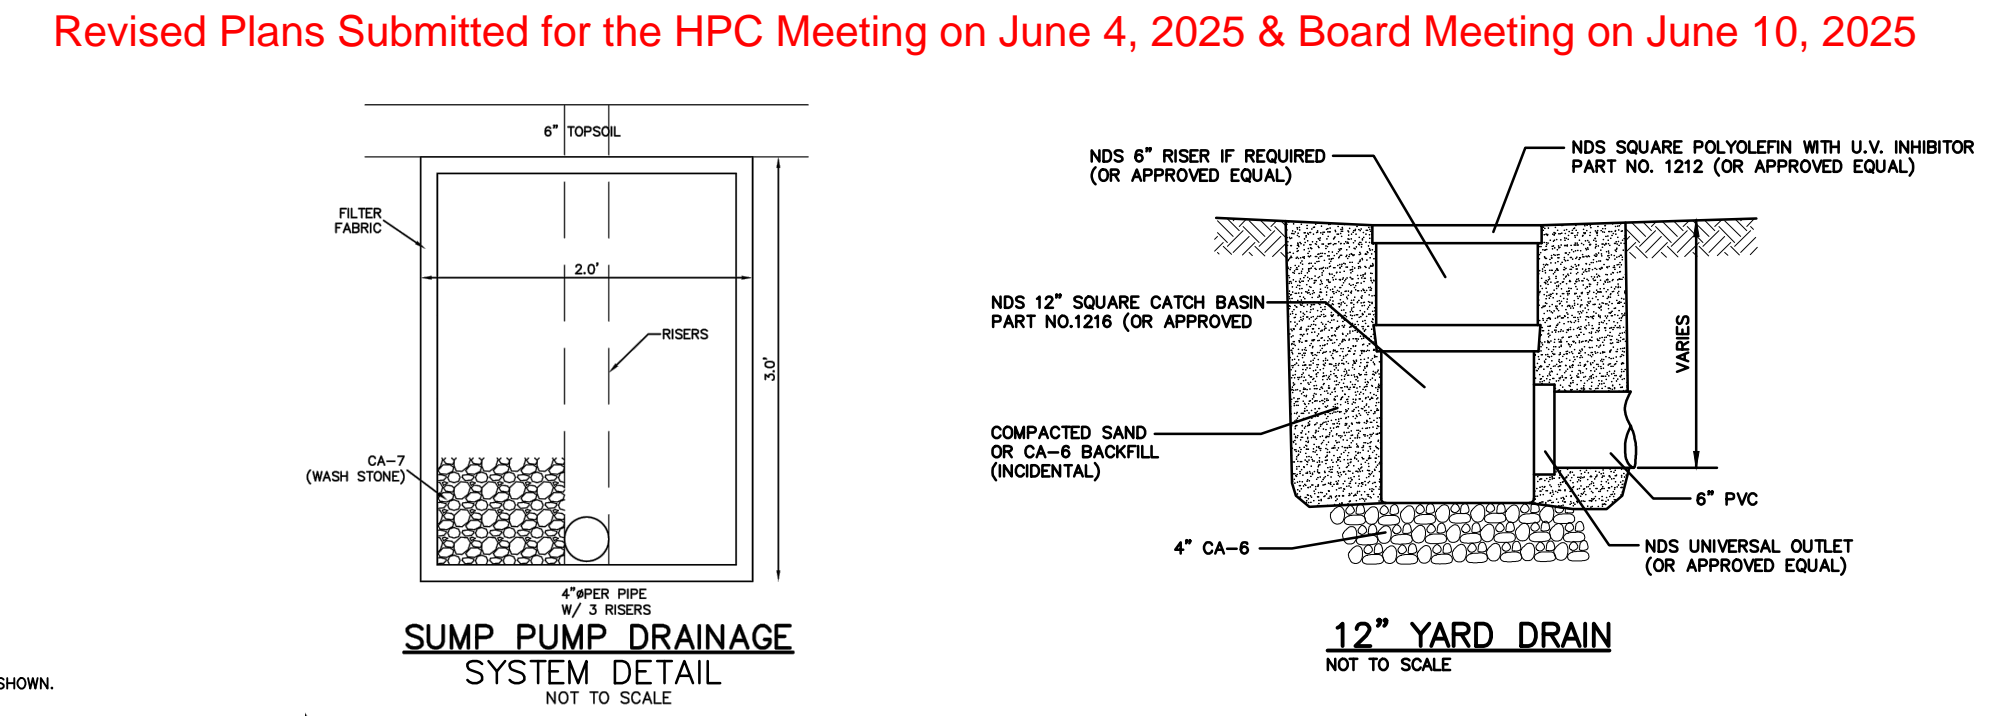 Revised Plans Submitted for the HPC Meeting on June 4, 2025 & Board Meeting on June 10, 2025
6" TOPSOIL
FILTER
FABRIC
2.0'
RISERS
3.0'
CA-7
(WASH STONE)
4"øPER PIPE
W/ 3 RISERS
SUMP PUMP DRAINAGE
SYSTEM DETAIL
NOT TO SCALE
SHOWN.
NDS 6" RISER IF REQUIRED
(OR APPROVED EQUAL)
NDS SQUARE POLYOLEFIN WITH U.V. INHIBITOR
PART NO. 1212 (OR APPROVED EQUAL)
NDS 12" SQUARE CATCH BASIN
PART NO.1216 (OR APPROVED
VARIES
COMPACTED SAND
OR CA-6 BACKFILL
(INCIDENTAL)
6" PVC
4" CA-6
NDS UNIVERSAL OUTLET
(OR APPROVED EQUAL)
12" YARD DRAIN
NOT TO SCALE